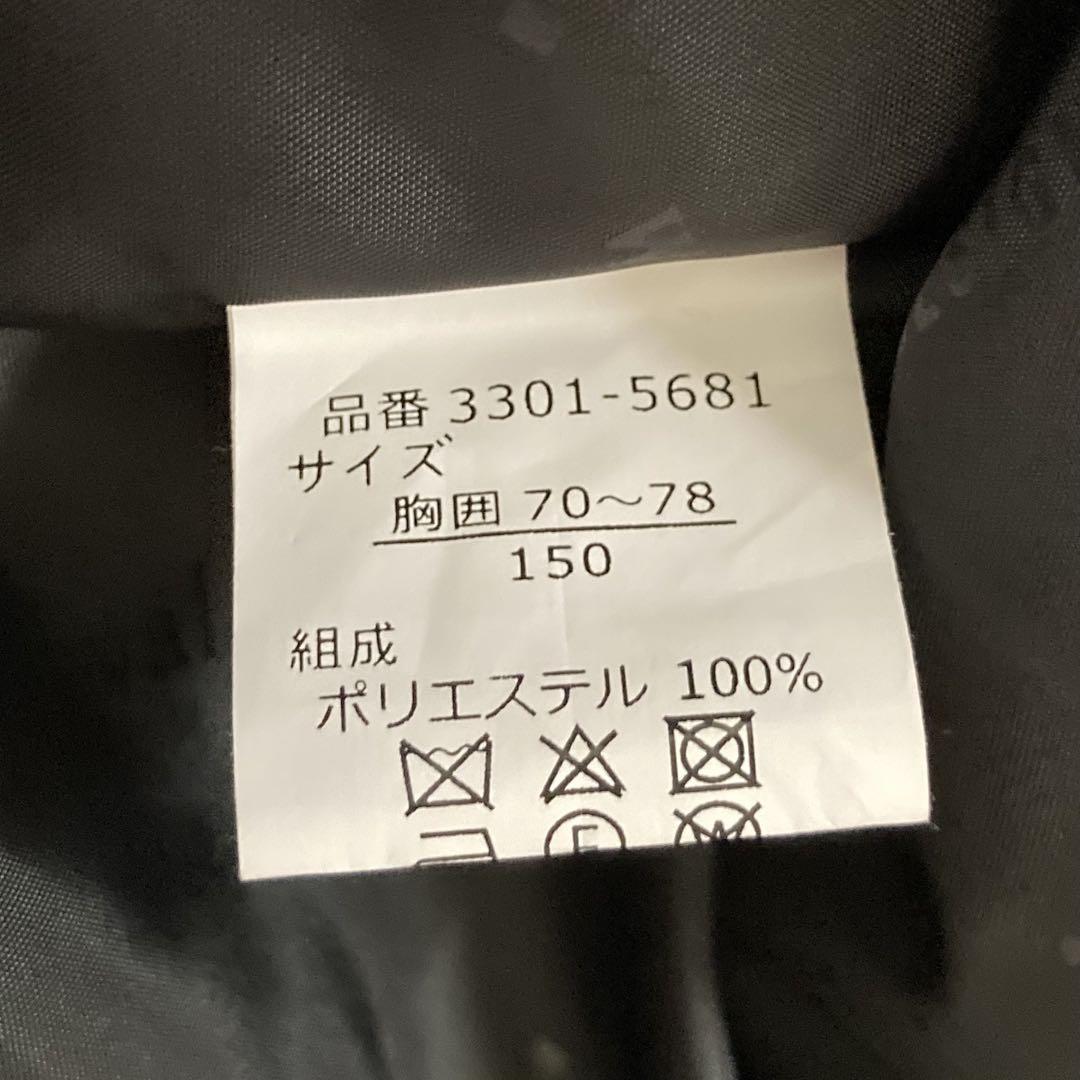 品番 3301-5681
サイズ
胸囲 70～78
150
組成
ポリエステル 100%